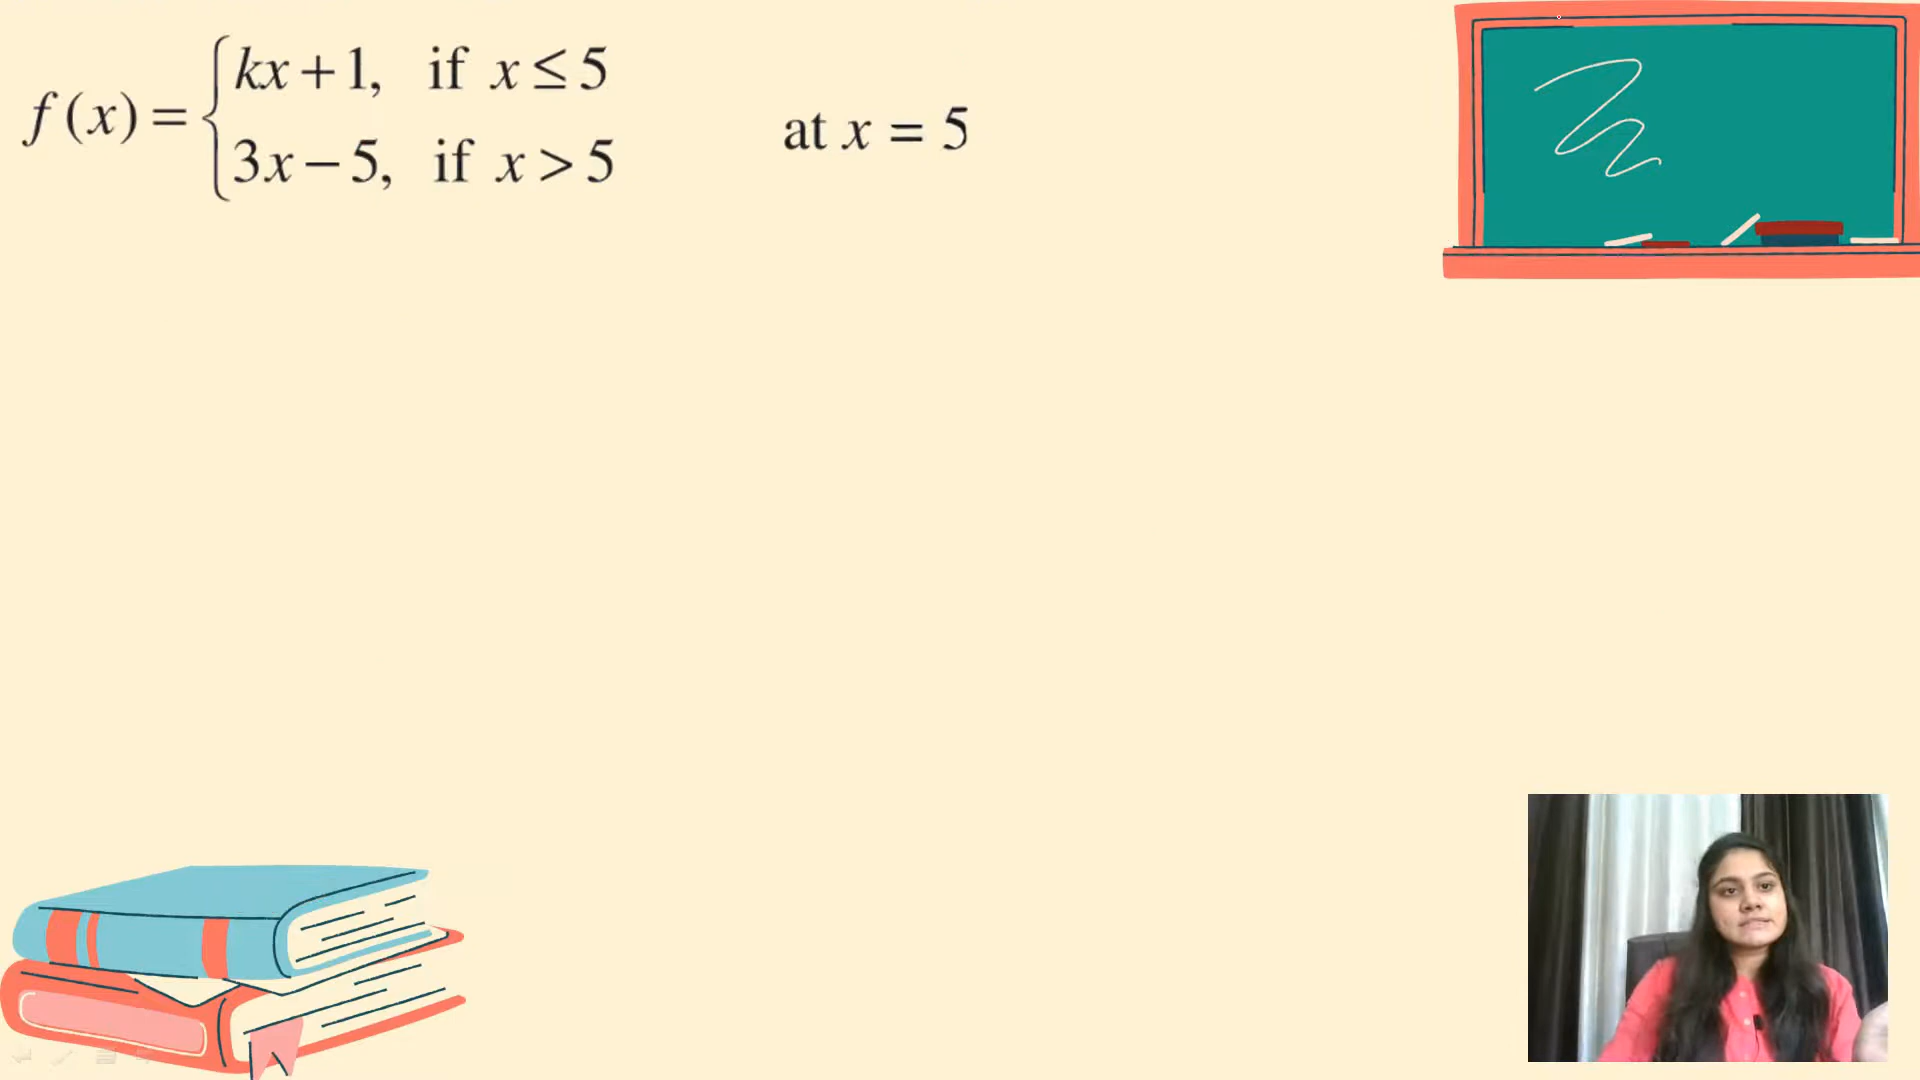 f(x) = { kx + 1, if x ≤ 5
3x − 5, if x > 5
at x = 5